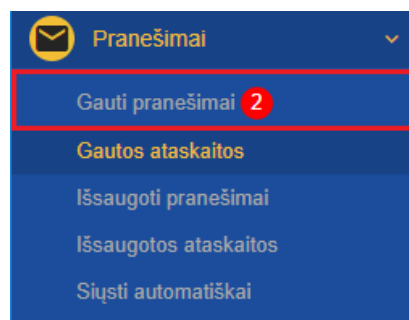 Pranešimai
Gauti pranešimai 2
Gautos ataskaitos
Išsaugoti pranešimai
Išsaugotos ataskaitos
Siųsti automatiškai